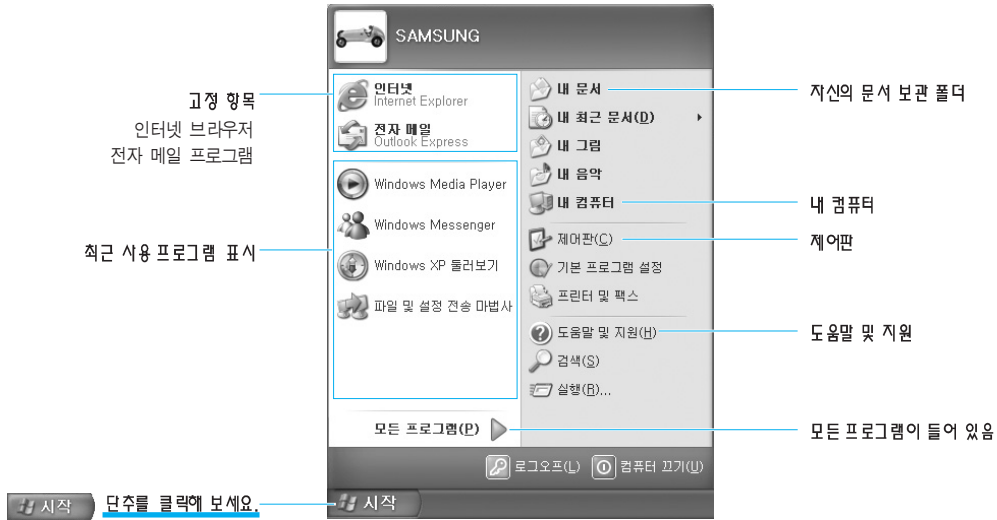 SAMSUNG
고정 항목
인터넷 브라우저
전자 메일 프로그램
인터넷
Internet Explorer
전자 메일
Outlook Express
최근 사용 프로그램 표시
Windows Media Player
Windows Messenger
Windows XP 둘러보기
파일 및 설정 전송 마법사
모든 프로그램(P)
내 문서
내 최근 문서(D)
내 그림
내 음악
내 컴퓨터
제어판(C)
기본 프로그램 설정
프린터 및 팩스
도움말 및 지원(H)
검색(S)
실행(R)...
자신의 문서 보관 폴더
내 컴퓨터
제어판
도움말 및 지원
모든 프로그램이 들어 있음
로그오프(L) 컴퓨터 끄기(U)
시작 단추를 클릭해 보세요.
시작